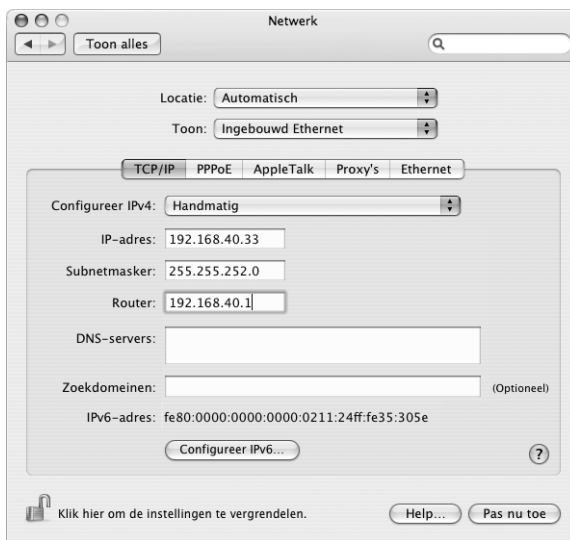 Netwerk
Toon alles
Locatie: Automatisch
Toon: Ingebouwd Ethernet
TCP/IP PPPoE AppleTalk Proxy's Ethernet
Configureer IPv4: Handmatig
IP-adres: 192.168.40.33
Subnetmasker: 255.255.252.0
Router: 192.168.40.1
DNS-servers:
Zoekdomeinen: (Optioneel)
IPv6-adres: fe80:0000:0000:0000:0211:24ff:fe35:305e
Configureer IPv6... ?
Klik hier om de instellingen te vergrendelen. Help... Pas nu toe